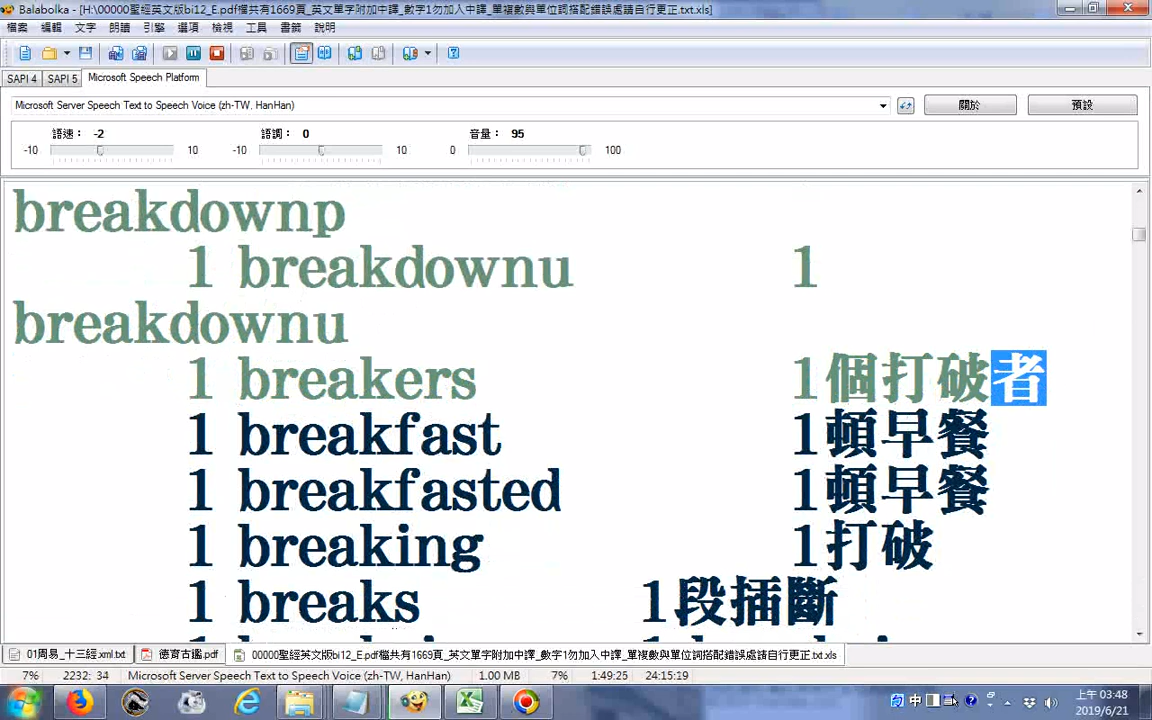 Balabolka - [H:\00000聖經英文版bi12_E.pdf檔共有1669頁_英文單字附加中譯_數字1勿加入中譯_單複數與單位詞搭配錯誤處請自行更正.txt.xls]
檔案 編輯 文字 朗讀 引擎 選項 檢視 工具 書籤 說明
SAPI 4 SAPI 5 Microsoft Speech Platform
Microsoft Server Speech Text to Speech Voice (zh-TW, HanHan) 關於 預設
語速： -2 語調： 0 音量： 95
-10 10 -10 10 0 100
breakdownp
1 breakdownu 1
breakdownu
1 breakers 1個打破者
1 breakfast 1頓早餐
1 breakfasted 1頓早餐
1 breaking 1打破
1 breaks 1段插斷
01周易_十三經.xml.txt 德育古鑑.pdf 00000聖經英文版bi12_E.pdf檔共有1669頁_英文單字附加中譯_數字1勿加入中譯_單複數與單位詞搭配錯誤處請自行更正.txt.xls
7% 2232: 34 Microsoft Server Speech Text to Speech Voice (zh-TW, HanHan) 1.00 MB 7% 1:49:25 24:15:19
中 上午 03:48
2019/6/21